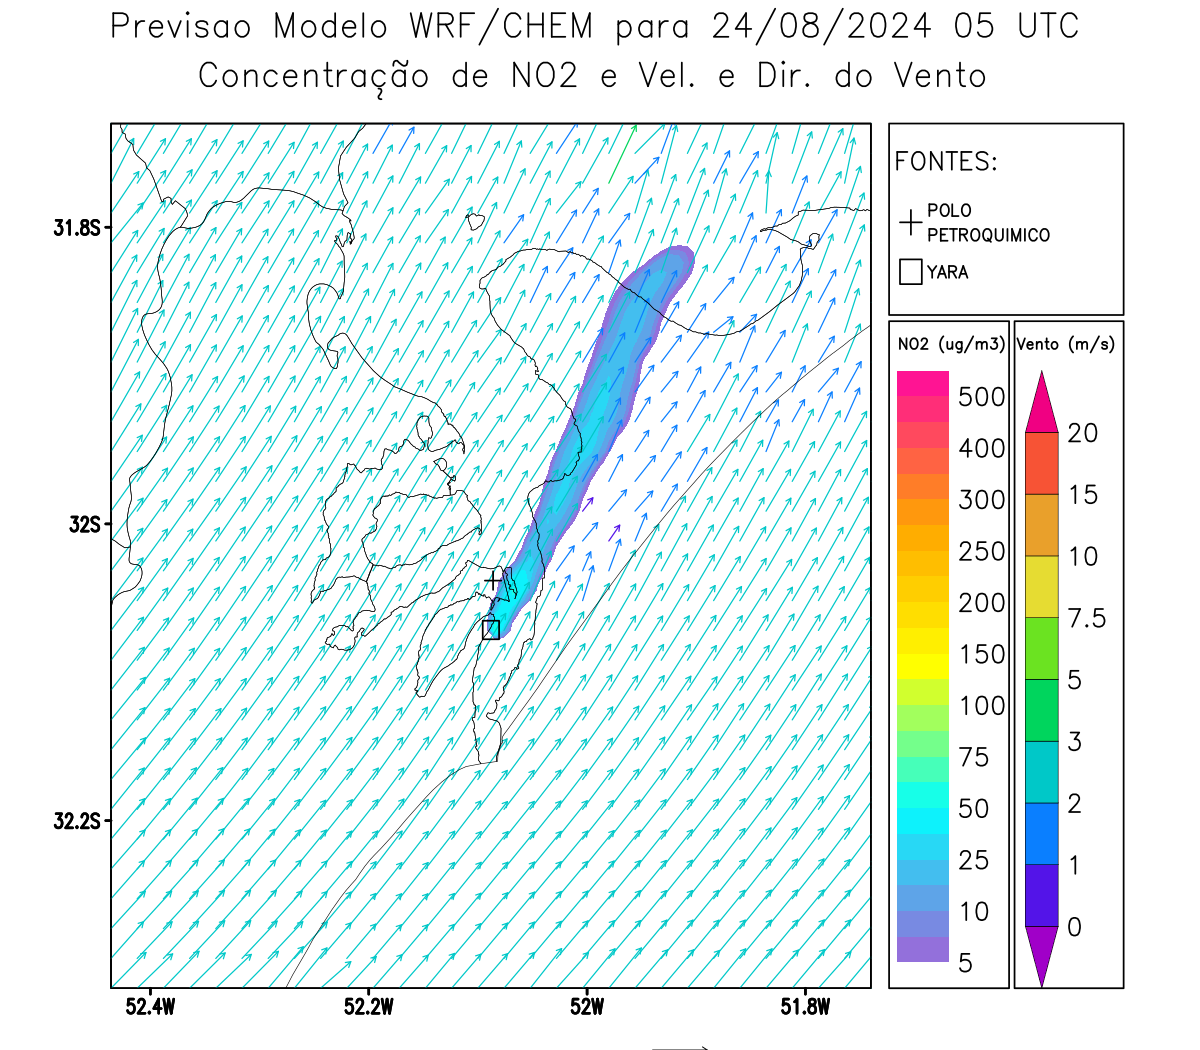 Previsao Modelo WRF/CHEM para 24/08/2024 05 UTC
Concentração de NO2 e Vel. e Dir. do Vento
FONTES:
POLO
PETROQUIMICO
YARA
31.8S
32S
32.2S
52.4W
52.2W
52W
51.8W
NO2 (ug/m3)
500
400
300
250
200
150
100
75
50
25
10
5
Vento (m/s)
20
15
10
7.5
5
3
2
1
0